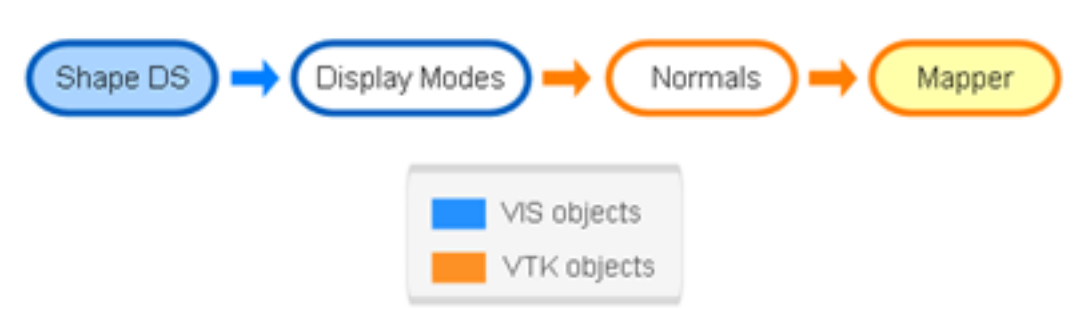 Shape DS
Display Modes
Normals
Mapper
VIS objects
VTK objects